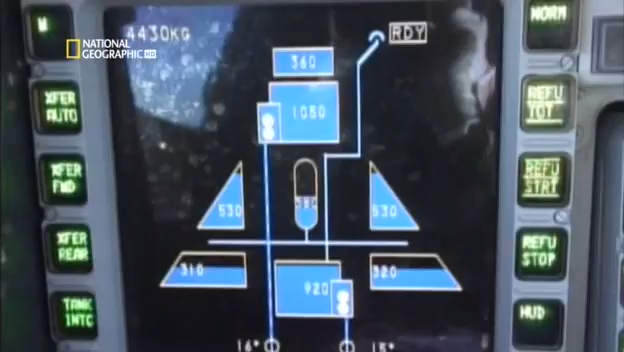 M
NATIONAL
GEOGRAPHIC HD
4430KG
RDY
NORM
360
1050
XFER
AUTO
REFU
TOT
XFER
FWD
REFU
STRT
530
580
530
XFER
REAR
REFU
STOP
310
920
320
TANK
INTC
HUD
16°
15°